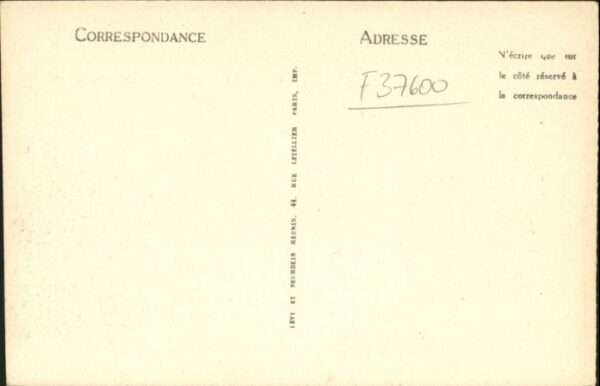 CORRESPONDANCE
ADRESSE
N'écrire que sur
le côté réservé à
la correspondance
F37600
LÉVY ET NEURDEIN RÉUNIS, 44, RUE LETELLIER PARIS, IMP.